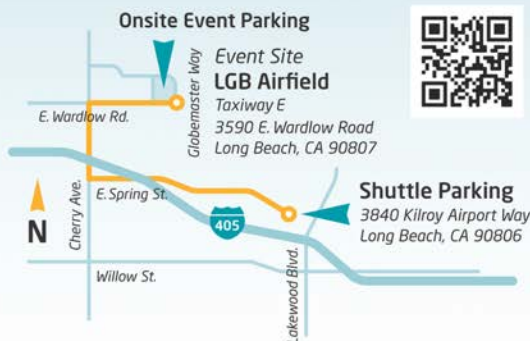 Onsite Event Parking
Event Site
LGB Airfield
Taxiway E
3590 E. Wardlow Road
Long Beach, CA 90807
Globemaster Way
E. Wardlow Rd.
Cherry Ave.
E. Spring St.
N
405
Shuttle Parking
3840 Kilroy Airport Way
Long Beach, CA 90806
Willow St.
Lakewood Blvd.